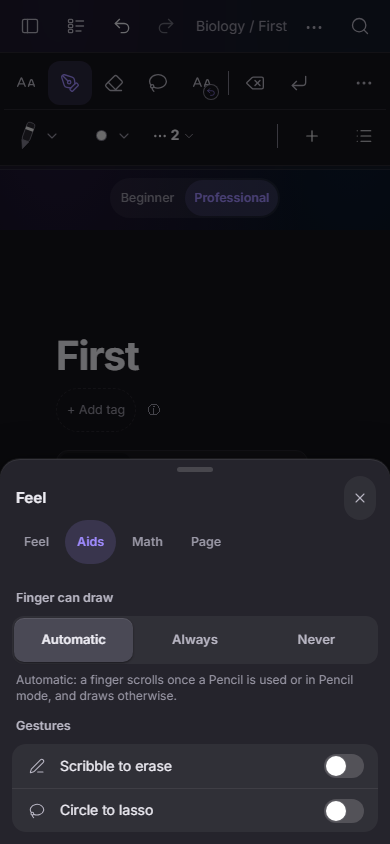 Biology / First
AA
AA
2
Beginner Professional
First
+ Add tag
Feel
Feel Aids Math Page
Finger can draw
Automatic Always Never
Automatic: a finger scrolls once a Pencil is used or in Pencil
mode, and draws otherwise.
Gestures
Scribble to erase
Circle to lasso